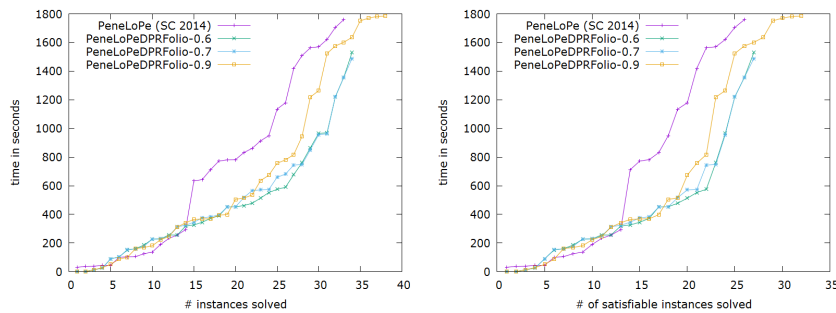 PeneLoPe (SC 2014)
PeneLoPeDPRFolio-0.6
PeneLoPeDPRFolio-0.7
PeneLoPeDPRFolio-0.9
1800
1600
1400
1200
1000
800
600
400
200
0
time in seconds
0 5 10 15 20 25 30 35 40
# instances solved
PeneLoPe (SC 2014)
PeneLoPeDPRFolio-0.6
PeneLoPeDPRFolio-0.7
PeneLoPeDPRFolio-0.9
1800
1600
1400
1200
1000
800
600
400
200
0
time in seconds
0 5 10 15 20 25 30 35
# of satisfiable instances solved